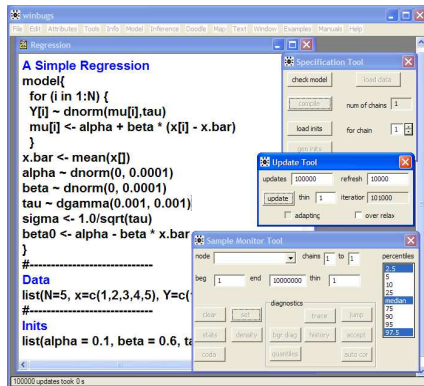 winbugs
File Edit Attributes Tools Info Model Inference Doodle Map Text Window Examples Manuals Help
Regression
A Simple Regression
model{
for (i in 1:N) {
Y[i] ~ dnorm(mu[i],tau)
mu[i] <- alpha + beta * (x[i] - x.bar)
}
x.bar <- mean(x[])
alpha ~ dnorm(0, 0.0001)
beta ~ dnorm(0, 0.0001)
tau ~ dgamma(0.001, 0.001)
sigma <- 1.0/sqrt(tau)
beta0 <- alpha - beta * x.bar
}
#-----------------------------
Data
list(N=5, x=c(1,2,3,4,5), Y=c(
#-----------------------------
Inits
list(alpha = 0.1, beta = 0.6, ta
Specification Tool
check model load data
compile num of chains 1
load inits for chain 1
gen inits
Update Tool
updates 100000 refresh 10000
update thin 1 iteration 101000
adapting over relax
Sample Monitor Tool
node chains 1 to 1 percentiles
beg 1 end 10000000 thin 1
2.5
5
10
25
median
75
90
95
97.5
diagnostics
clear set trace jump
stats density bgr diag history accept
coda quantiles auto cor
100000 updates took 0 s